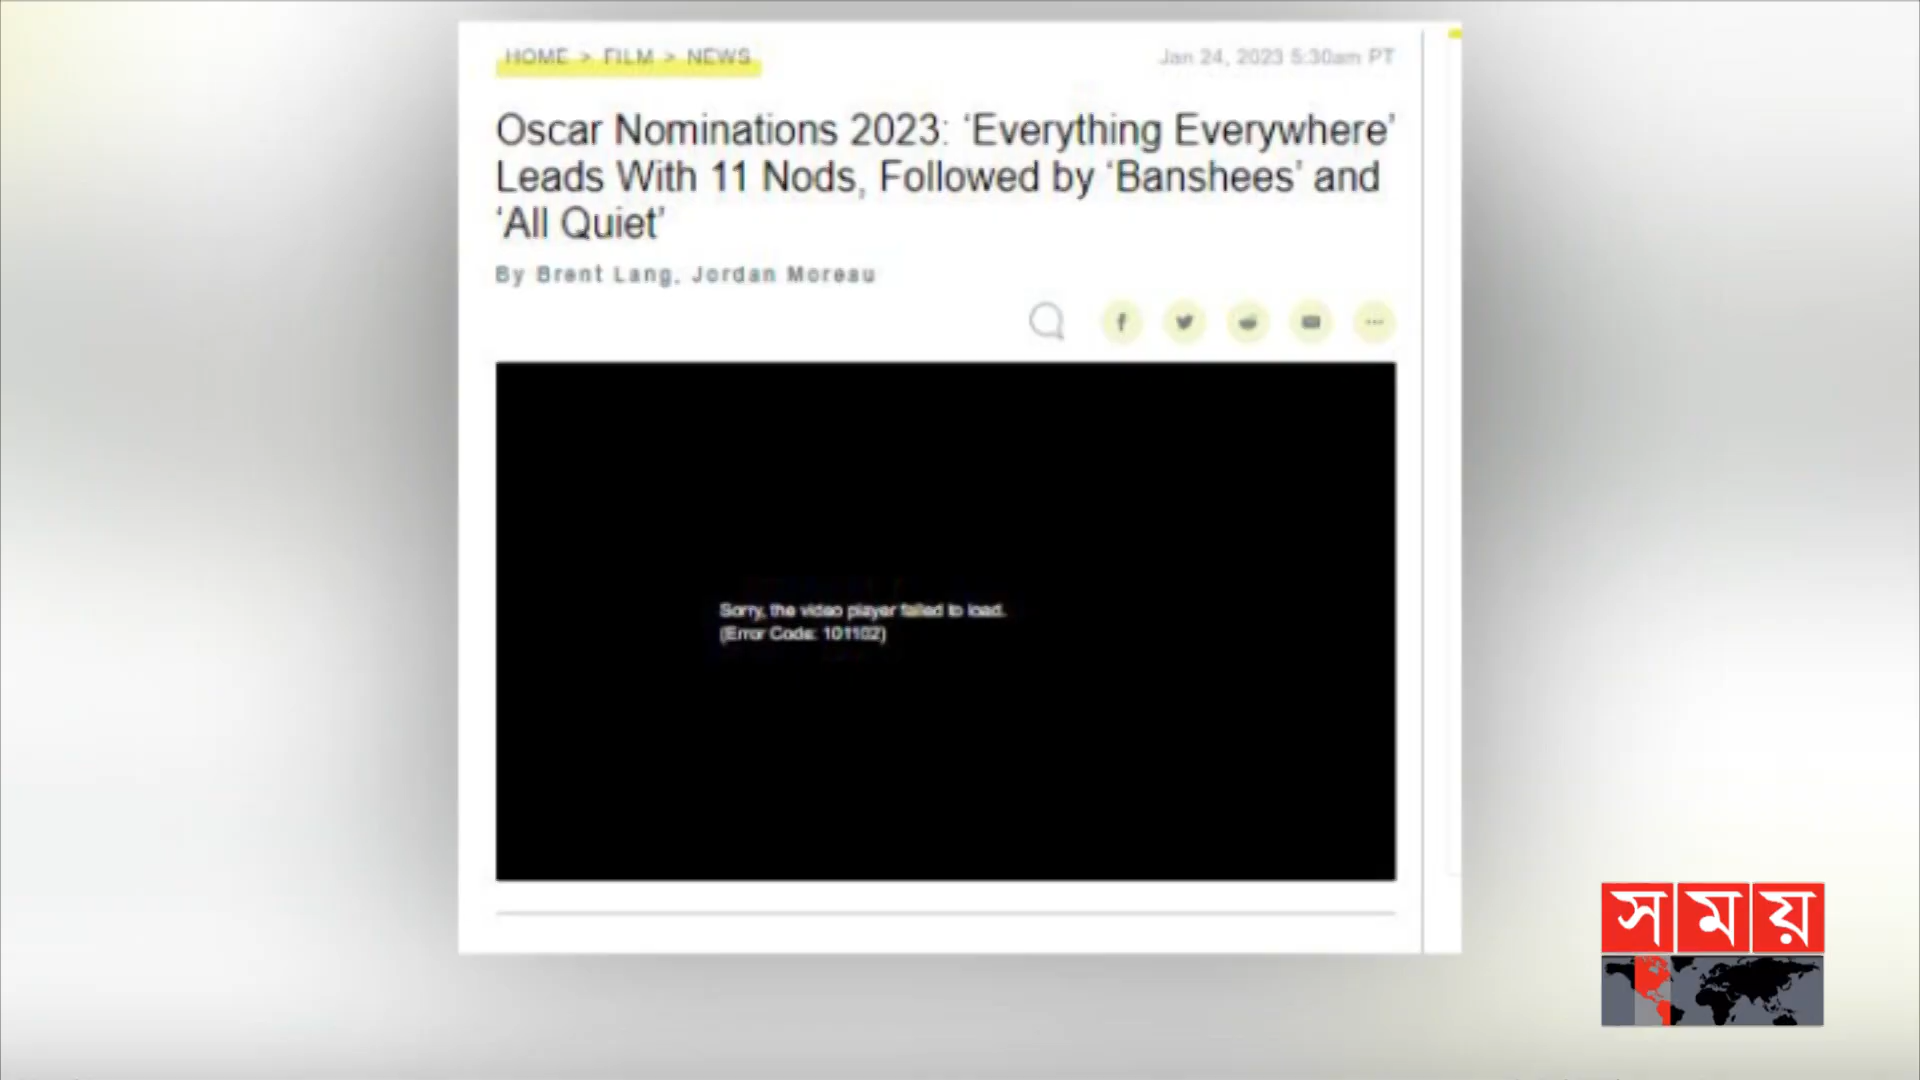 HOME > FILM > NEWS
Jan 24, 2023 5:30am PT
Oscar Nominations 2023: ‘Everything Everywhere’
Leads With 11 Nods, Followed by ‘Banshees’ and
‘All Quiet’
By Brent Lang, Jordan Moreau
Sorry, the video player failed to load.
(Error Code: 101102)
সময়